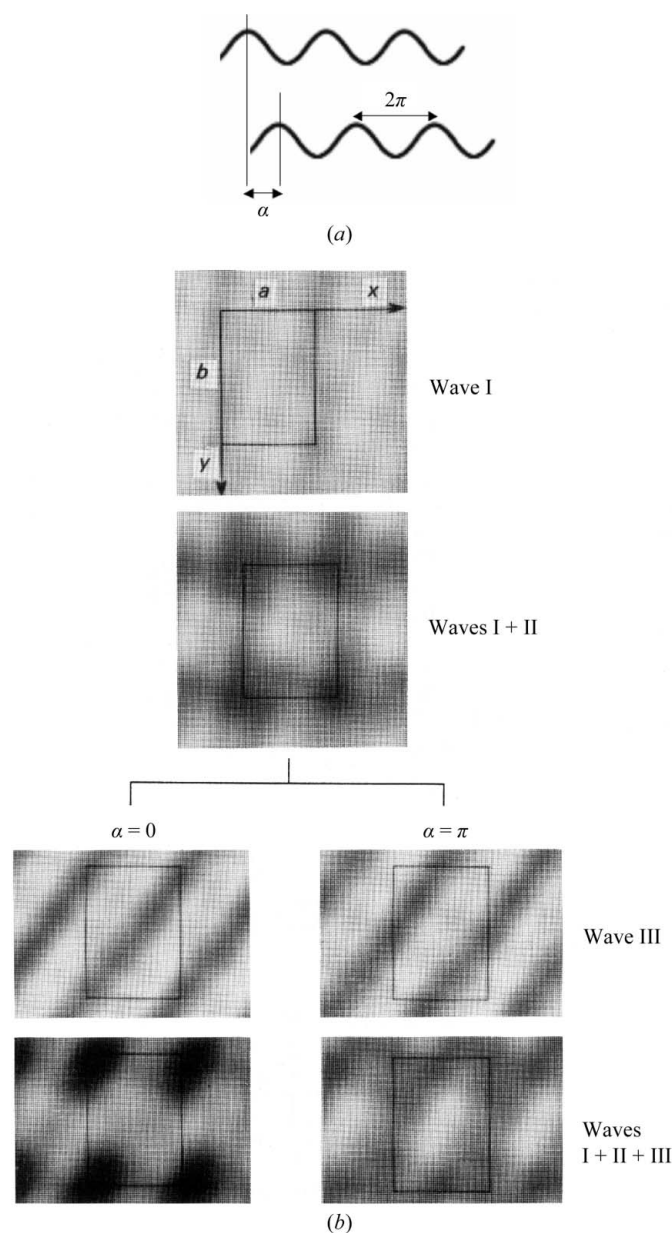 2π
α
(a)
a
x
b
y
Wave I
Waves I + II
α = 0
α = π
Wave III
Waves
I + II + III
(b)